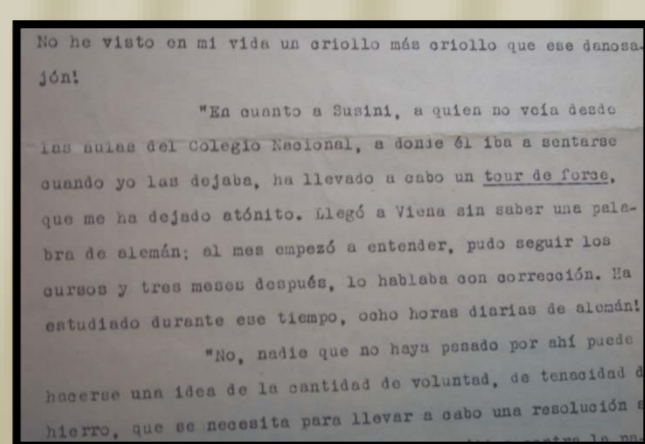 No he visto en mi vida un criollo más criollo que ese danosa-
jón!
"En cuanto a Susini, a quien no veía desde
las aulas del Colegio Nacional, a donde él iba a sentarse
cuando yo las dejaba, ha llevado a cabo un tour de force,
que me ha dejado atónito. Llegó a Viena sin saber una pala-
bra de alemán; al mes empezó a entender, pudo seguir los
cursos y tres meses después, lo hablaba con corrección. Ha
estudiado durante ese tiempo, ocho horas diarias de alemán!
"No, nadie que no haya pasado por ahí puede
hacerse una idea de la cantidad de voluntad, de tenacidad d
hierro, que se necesita para llevar a cabo una resolución